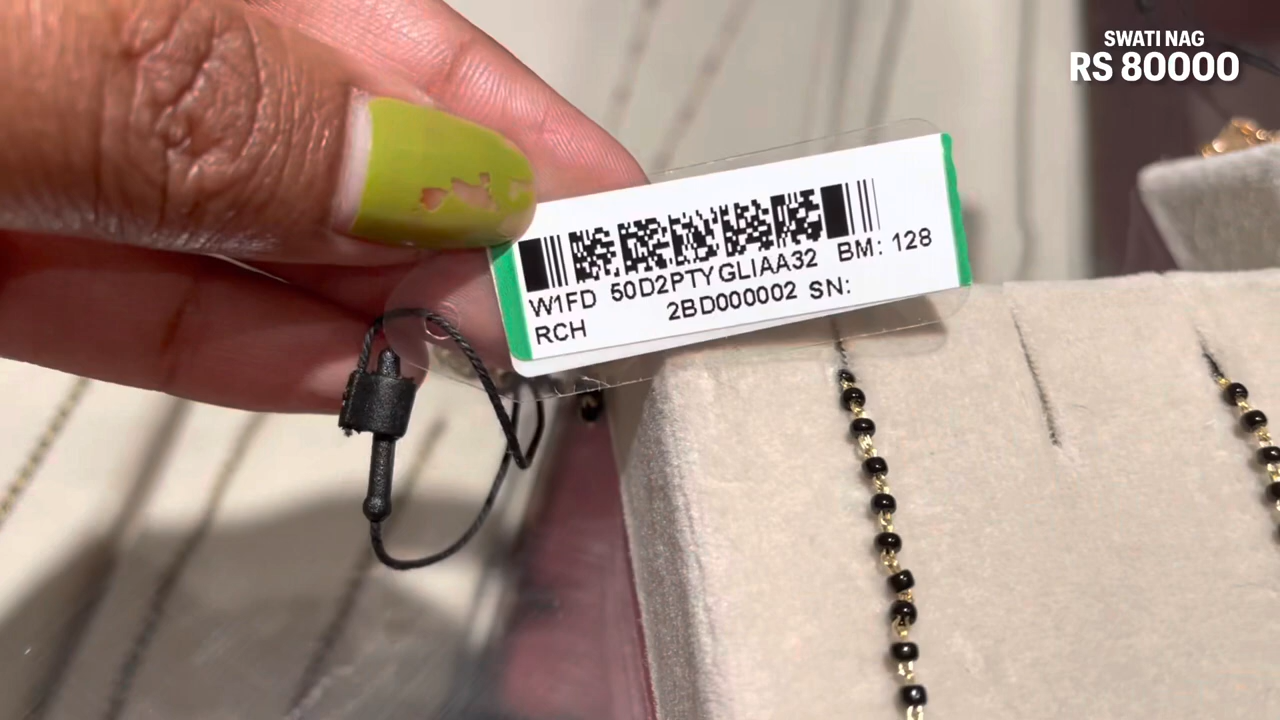 SWATI NAG
RS 80000
W1FD 50D2PTYGLIAA32 BM: 128
RCH 2BD000002 SN: